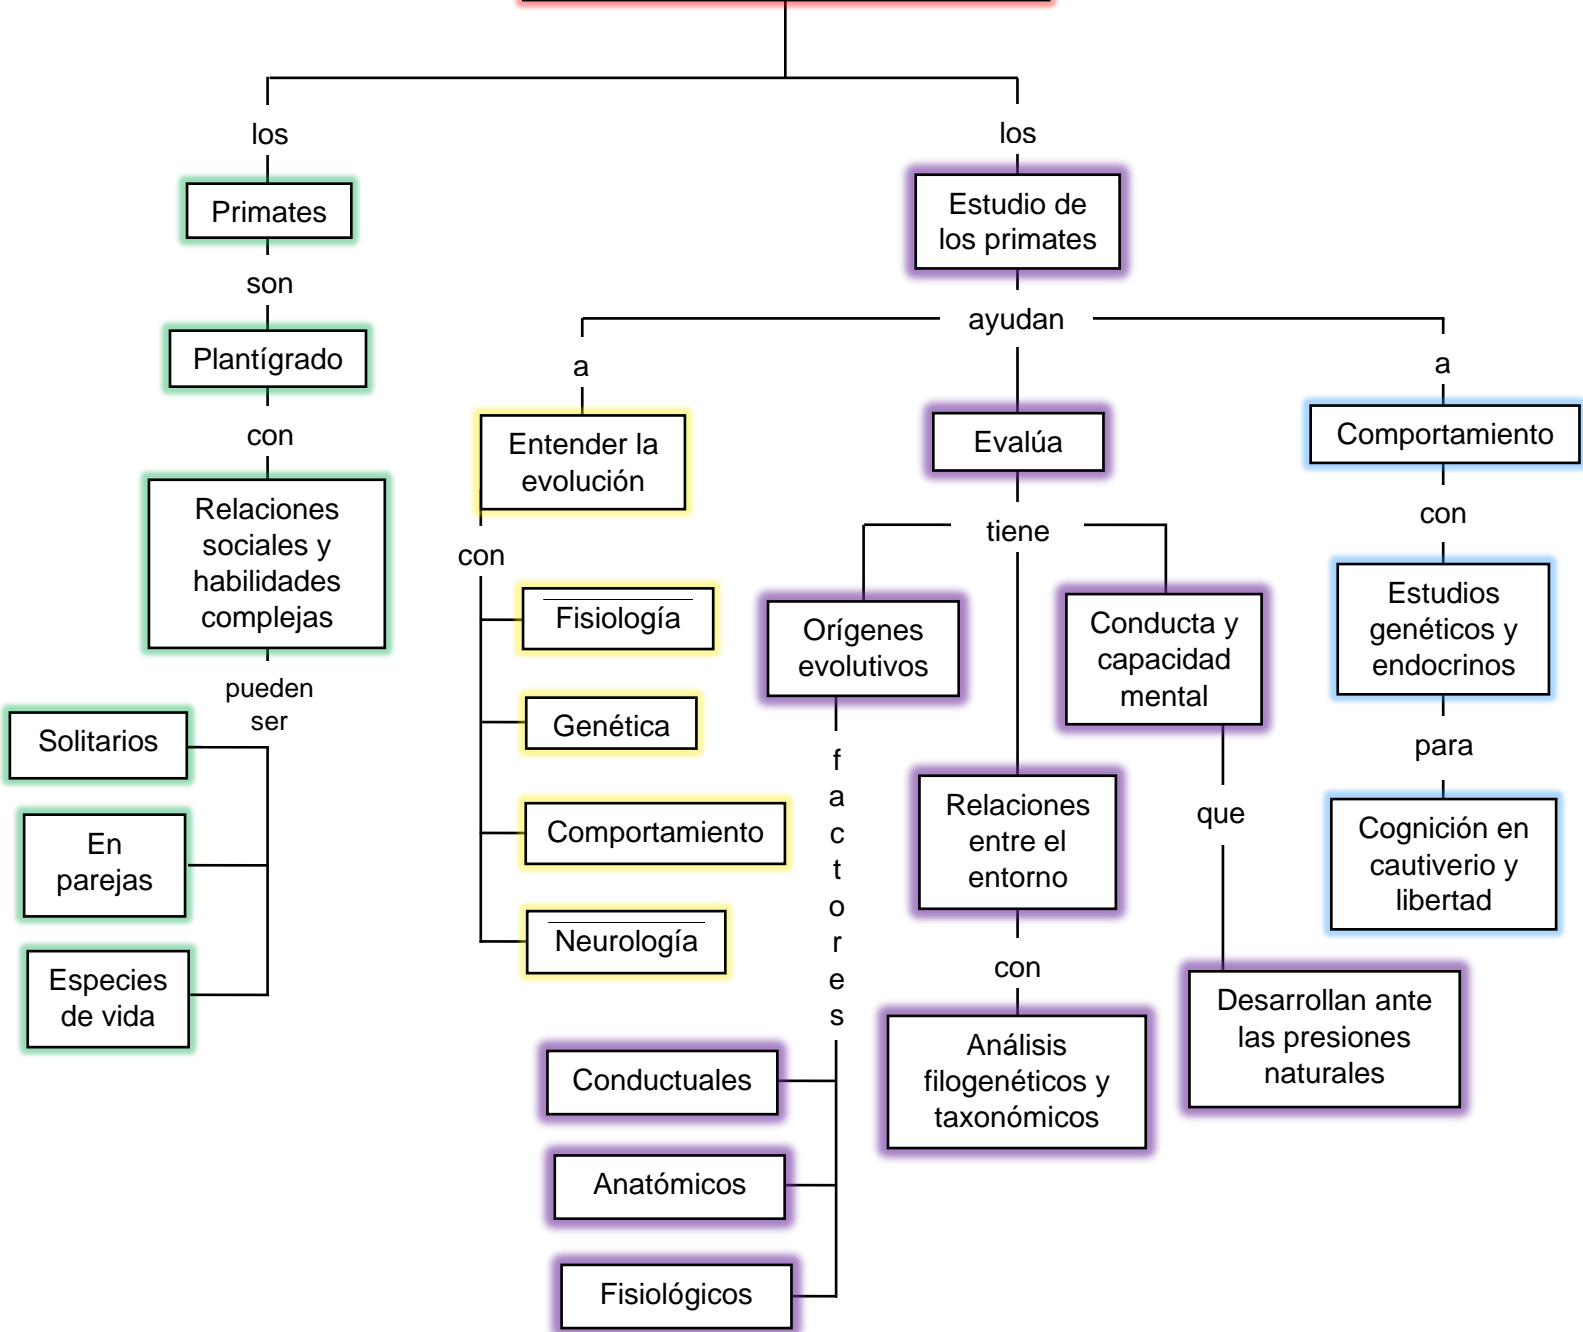 los
Primates
son
Plantígrado
con
Relaciones
sociales y
habilidades
complejas
pueden
ser
Solitarios
En
parejas
Especies
de vida
los
Estudio de
los primates
ayudan
a
Entender la
evolución
con
Fisiología
Genética
Comportamiento
Neurología
Evalúa
tiene
Orígenes
evolutivos
f
a
c
t
o
r
e
s
Conductuales
Anatómicos
Fisiológicos
Relaciones
entre el
entorno
con
Análisis
filogenéticos y
taxonómicos
Conducta y
capacidad
mental
que
Desarrollan ante
las presiones
naturales
a
Comportamiento
con
Estudios
genéticos y
endocrinos
para
Cognición en
cautiverio y
libertad